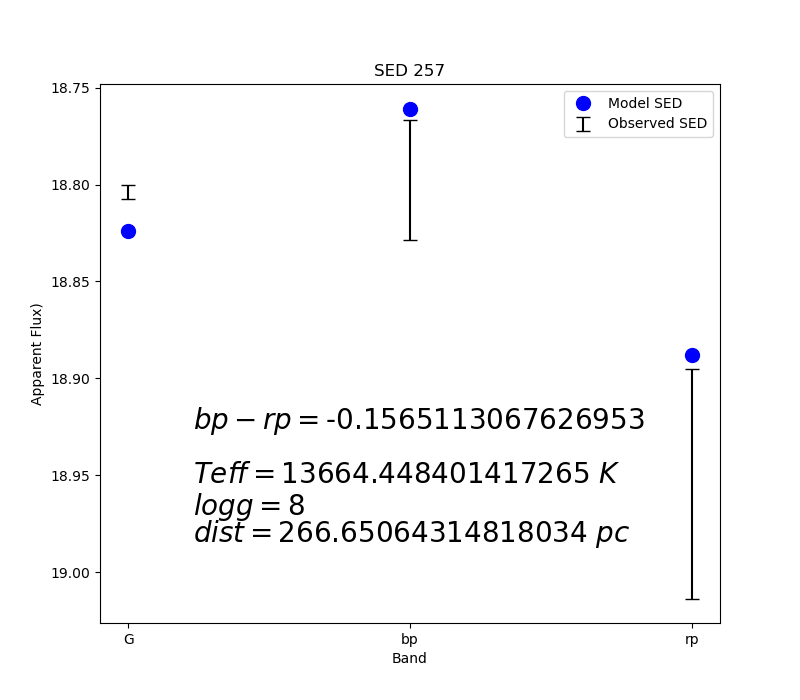 SED 257
Model SED
Observed SED
18.75
18.80
18.85
18.90
18.95
19.00
Apparent Flux)
bp − rp = -0.1565113067626953
Teff = 13664.448401417265 K
logg = 8
dist = 266.65064314818034 pc
G
bp
rp
Band